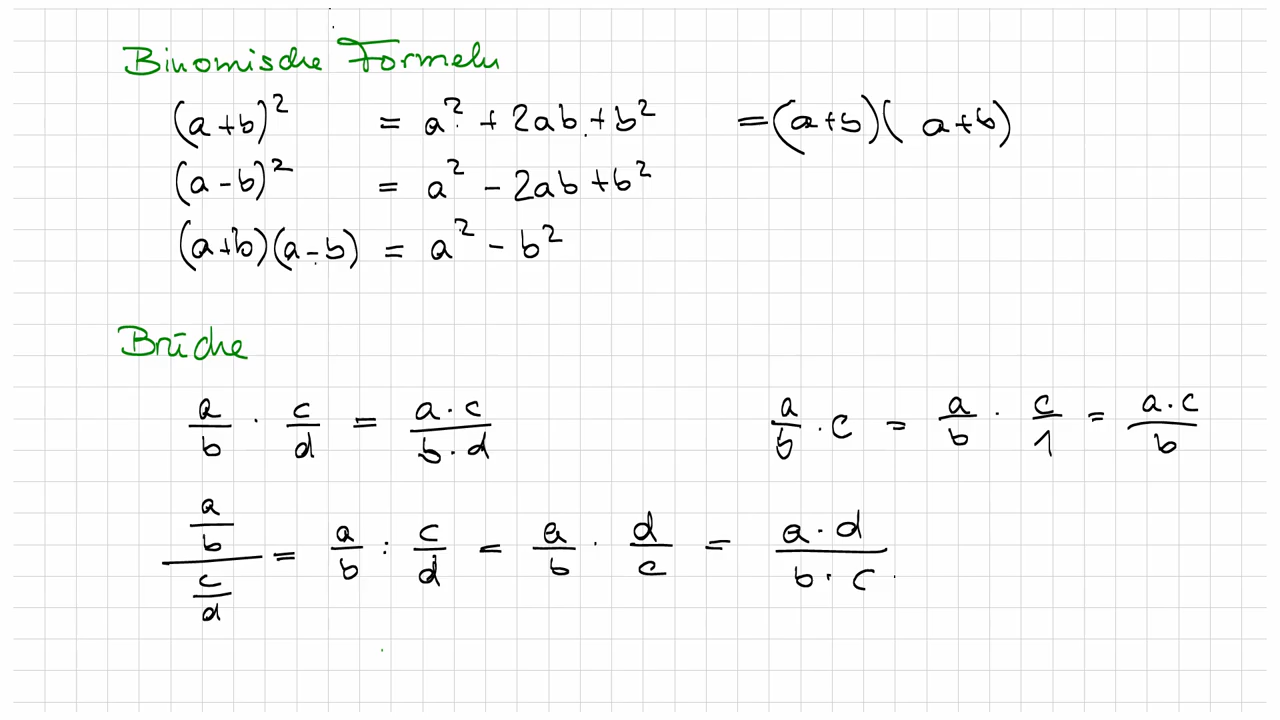 Binomische Formeln
(a+b)² = a² + 2ab + b² = (a+b)(a+b)
(a-b)² = a² - 2ab + b²
(a+b)(a-b) = a² - b²
Brüche
a/b · c/d = (a·c)/(b·d)
a/b · c = a/b · c/1 = (a·c)/b
(a/b)/(c/d) = a/b : c/d = a/b · d/c = (a·d)/(b·c)